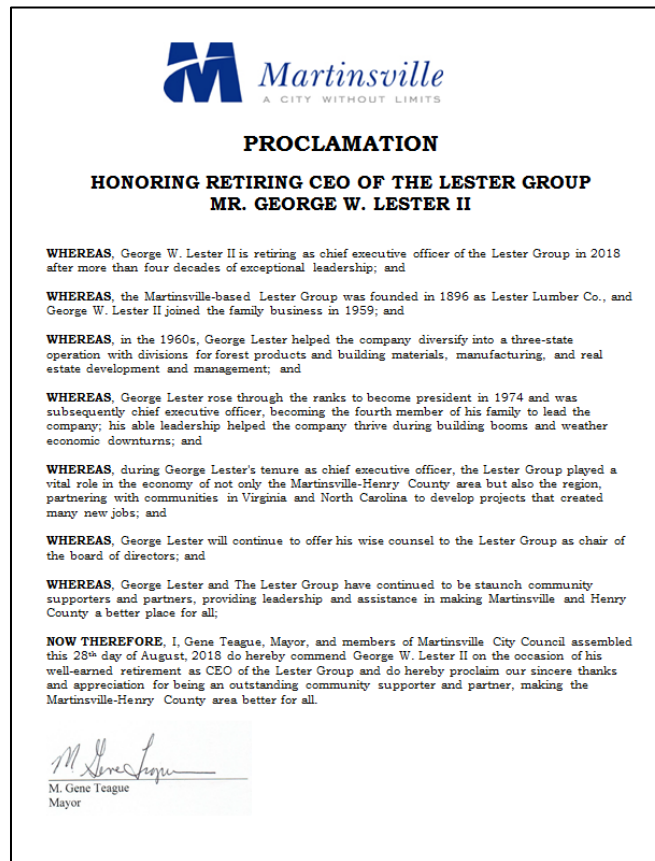 Martinsville
A CITY WITHOUT LIMITS
PROCLAMATION
HONORING RETIRING CEO OF THE LESTER GROUP
MR. GEORGE W. LESTER II
WHEREAS, George W. Lester II is retiring as chief executive officer of the Lester Group in 2018
after more than four decades of exceptional leadership; and
WHEREAS, the Martinsville-based Lester Group was founded in 1896 as Lester Lumber Co., and
George W. Lester II joined the family business in 1959; and
WHEREAS, in the 1960s, George Lester helped the company diversify into a three-state
operation with divisions for forest products and building materials, manufacturing, and real
estate development and management; and
WHEREAS, George Lester rose through the ranks to become president in 1974 and was
subsequently chief executive officer, becoming the fourth member of his family to lead the
company; his able leadership helped the company thrive during building booms and weather
economic downturns; and
WHEREAS, during George Lester's tenure as chief executive officer, the Lester Group played a
vital role in the economy of not only the Martinsville-Henry County area but also the region,
partnering with communities in Virginia and North Carolina to develop projects that created
many new jobs; and
WHEREAS, George Lester will continue to offer his wise counsel to the Lester Group as chair of
the board of directors; and
WHEREAS, George Lester and The Lester Group have continued to be staunch community
supporters and partners, providing leadership and assistance in making Martinsville and Henry
County a better place for all;
NOW THEREFORE, I, Gene Teague, Mayor, and members of Martinsville City Council assembled
this 28th day of August, 2018 do hereby commend George W. Lester II on the occasion of his
well-earned retirement as CEO of the Lester Group and do hereby proclaim our sincere thanks
and appreciation for being an outstanding community supporter and partner, making the
Martinsville-Henry County area better for all.
M. Gene Teague
Mayor